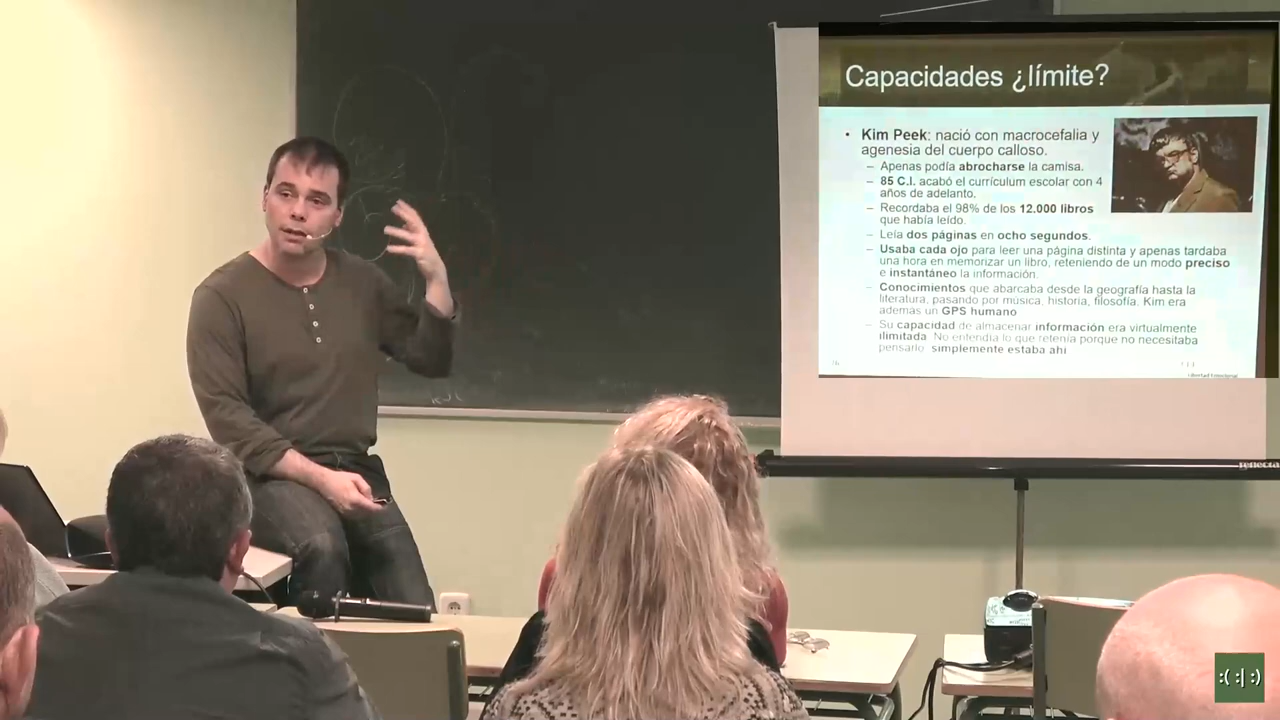 Capacidades ¿límite?
• Kim Peek: nació con macrocefalia y
agenesia del cuerpo calloso.
– Apenas podía abrocharse la camisa.
– 85 C.I. acabó el currículum escolar con 4
años de adelanto.
– Recordaba el 98% de los 12.000 libros
que había leído.
– Leía dos páginas en ocho segundos.
– Usaba cada ojo para leer una página distinta y apenas tardaba
una hora en memorizar un libro, reteniendo de un modo preciso
e instantáneo la información.
– Conocimientos que abarcaba desde la geografía hasta la
literatura, pasando por música, historia, filosofía. Kim era
además un GPS humano
– Su capacidad de almacenar información era virtualmente
ilimitada. No entendía lo que retenía porque no necesitaba
pensarlo, simplemente estaba ahí
:( :| :)